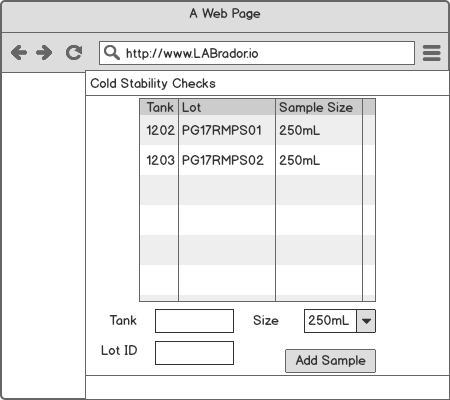 A Web Page
http://www.LABrador.io
Cold Stability Checks
Tank Lot Sample Size
1202 PG17RMPS01 250mL
1203 PG17RMPS02 250mL
Tank Size 250mL
Lot ID
Add Sample